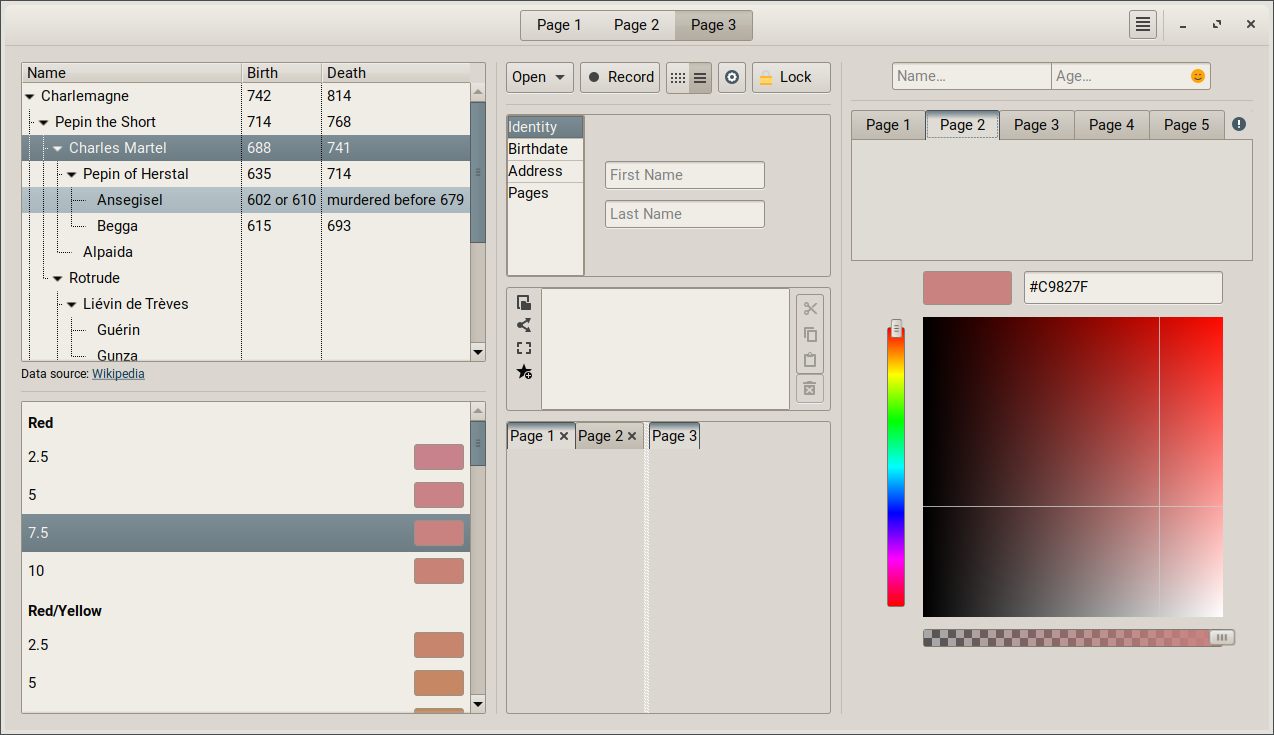 Page 1 Page 2 Page 3
Name Birth Death
Charlemagne 742 814
Pepin the Short 714 768
Charles Martel 688 741
Pepin of Herstal 635 714
Ansegisel 602 or 610 murdered before 679
Begga 615 693
Alpaida
Rotrude
Liévin de Trèves
Guérin
Gunza
Data source: Wikipedia
Red
2.5
5
7.5
10
Red/Yellow
2.5
5
Open Record Lock
Identity
Birthdate
Address
Pages
First Name
Last Name
Page 1 Page 2 Page 3
Name… Age…
Page 1 Page 2 Page 3 Page 4 Page 5
#C9827F